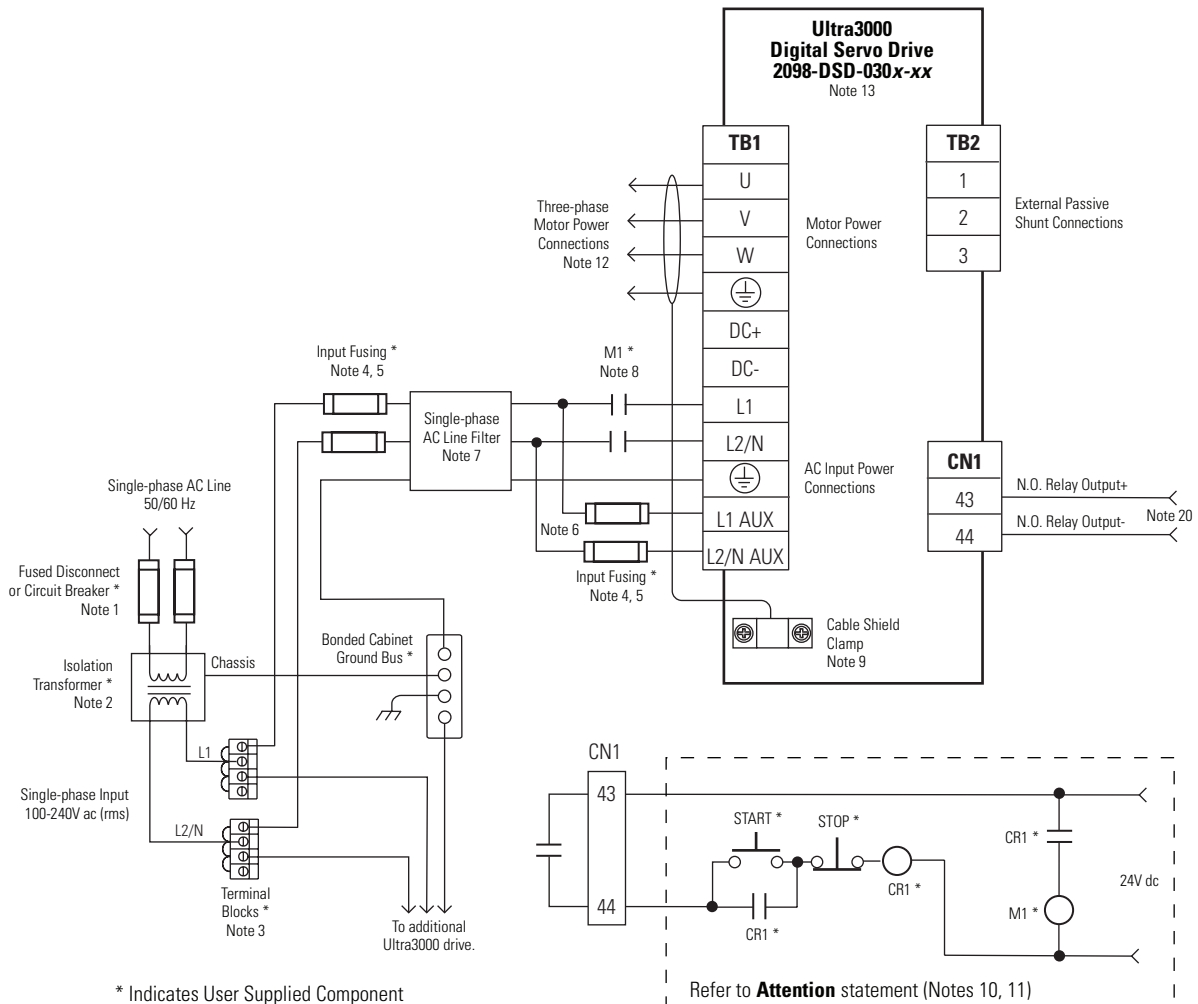 Ultra3000
Digital Servo Drive
2098-DSD-030x-xx
Note 13
TB1
U
V
W
DC+
DC-
L1
L2/N
L1 AUX
L2/N AUX
TB2
1
2
3
External Passive
Shunt Connections
Three-phase
Motor Power
Connections
Note 12
Motor Power
Connections
Input Fusing *
Note 4, 5
M1 *
Note 8
Single-phase
AC Line Filter
Note 7
AC Input Power
Connections
CN1
43
44
N.O. Relay Output+
N.O. Relay Output-
Note 20
Single-phase AC Line
50/60 Hz
Note 6
Input Fusing *
Note 4, 5
Fused Disconnect
or Circuit Breaker *
Note 1
Bonded Cabinet
Ground Bus *
Cable Shield
Clamp
Note 9
Isolation
Transformer *
Note 2
Chassis
L1
Single-phase Input
100-240V ac (rms)
L2/N
Terminal
Blocks *
Note 3
To additional
Ultra3000 drive.
CN1
43
44
START *
STOP *
CR1 *
CR1 *
CR1 *
M1 *
24V dc
* Indicates User Supplied Component
Refer to Attention statement (Notes 10, 11)